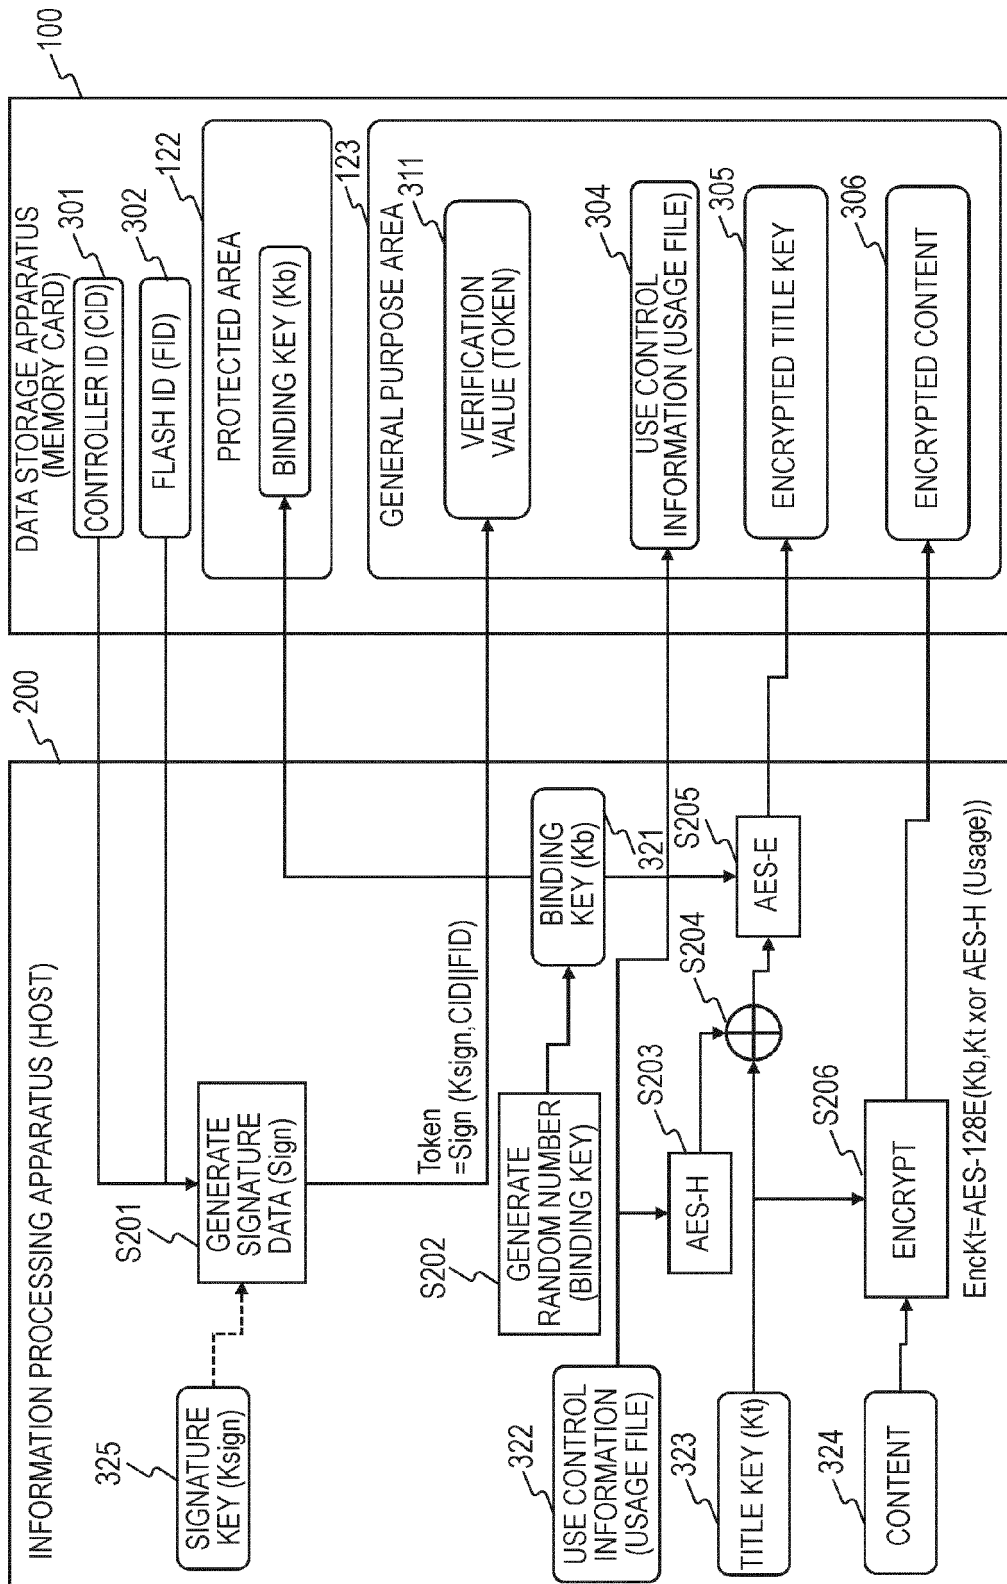 INFORMATION PROCESSING APPARATUS (HOST)
200
325
SIGNATURE
KEY (Ksign)
S201
GENERATE
SIGNATURE
DATA (Sign)
Token
=Sign (Ksign,CID||FID)
S202
GENERATE
RANDOM NUMBER
(BINDING KEY)
BINDING
KEY (Kb)
321
322
USE CONTROL
INFORMATION
(USAGE FILE)
S203
AES-H
S204
S205
AES-E
323
TITLE KEY (Kt)
S206
ENCRYPT
324
CONTENT
EncKt=AES-128E(Kb,Kt xor AES-H (Usage))
100
DATA STORAGE APPARATUS
(MEMORY CARD)
301
CONTROLLER ID (CID)
302
FLASH ID (FID)
122
PROTECTED AREA
BINDING KEY (Kb)
123
GENERAL PURPOSE AREA
311
VERIFICATION
VALUE (TOKEN)
304
USE CONTROL
INFORMATION (USAGE FILE)
305
ENCRYPTED TITLE KEY
306
ENCRYPTED CONTENT